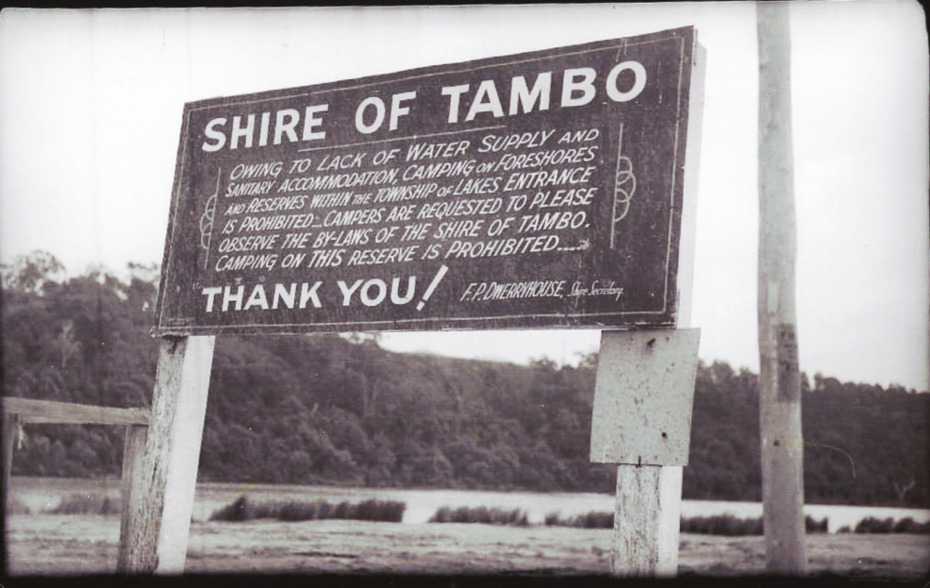 SHIRE OF TAMBO
OWING TO LACK OF WATER SUPPLY AND
SANITARY ACCOMMODATION, CAMPING ON FORESHORES
AND RESERVES WITHIN THE TOWNSHIP OF LAKES ENTRANCE
IS PROHIBITED... CAMPERS ARE REQUESTED TO PLEASE
OBSERVE THE BY-LAWS OF THE SHIRE OF TAMBO.
CAMPING ON THIS RESERVE IS PROHIBITED.....
THANK YOU! F.P. DWERRYHOUSE, Shire Secretary